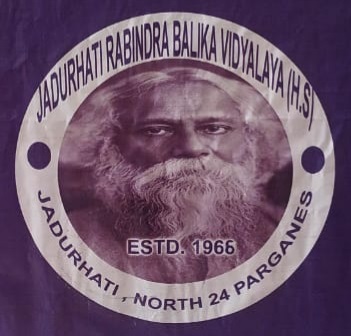 JADURHATI RABINDRA BALIKA VIDYALAYA (H.S)
ESTD. 1966
JADURHATI , NORTH 24 PARGANES